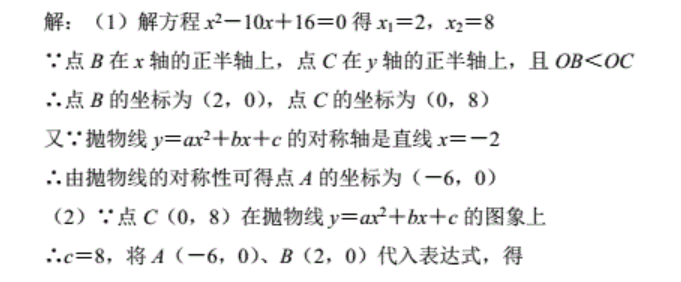 解：（1）解方程 x²－10x＋16＝0 得 x₁＝2，x₂＝8
∵点 B 在 x 轴的正半轴上，点 C 在 y 轴的正半轴上，且 OB＜OC
∴点 B 的坐标为（2，0），点 C 的坐标为（0，8）
又∵抛物线 y＝ax²＋bx＋c 的对称轴是直线 x＝－2
∴由抛物线的对称性可得点 A 的坐标为（－6，0）
（2）∵点 C（0，8）在抛物线 y＝ax²＋bx＋c 的图象上
∴c＝8，将 A（－6，0）、B（2，0）代入表达式，得